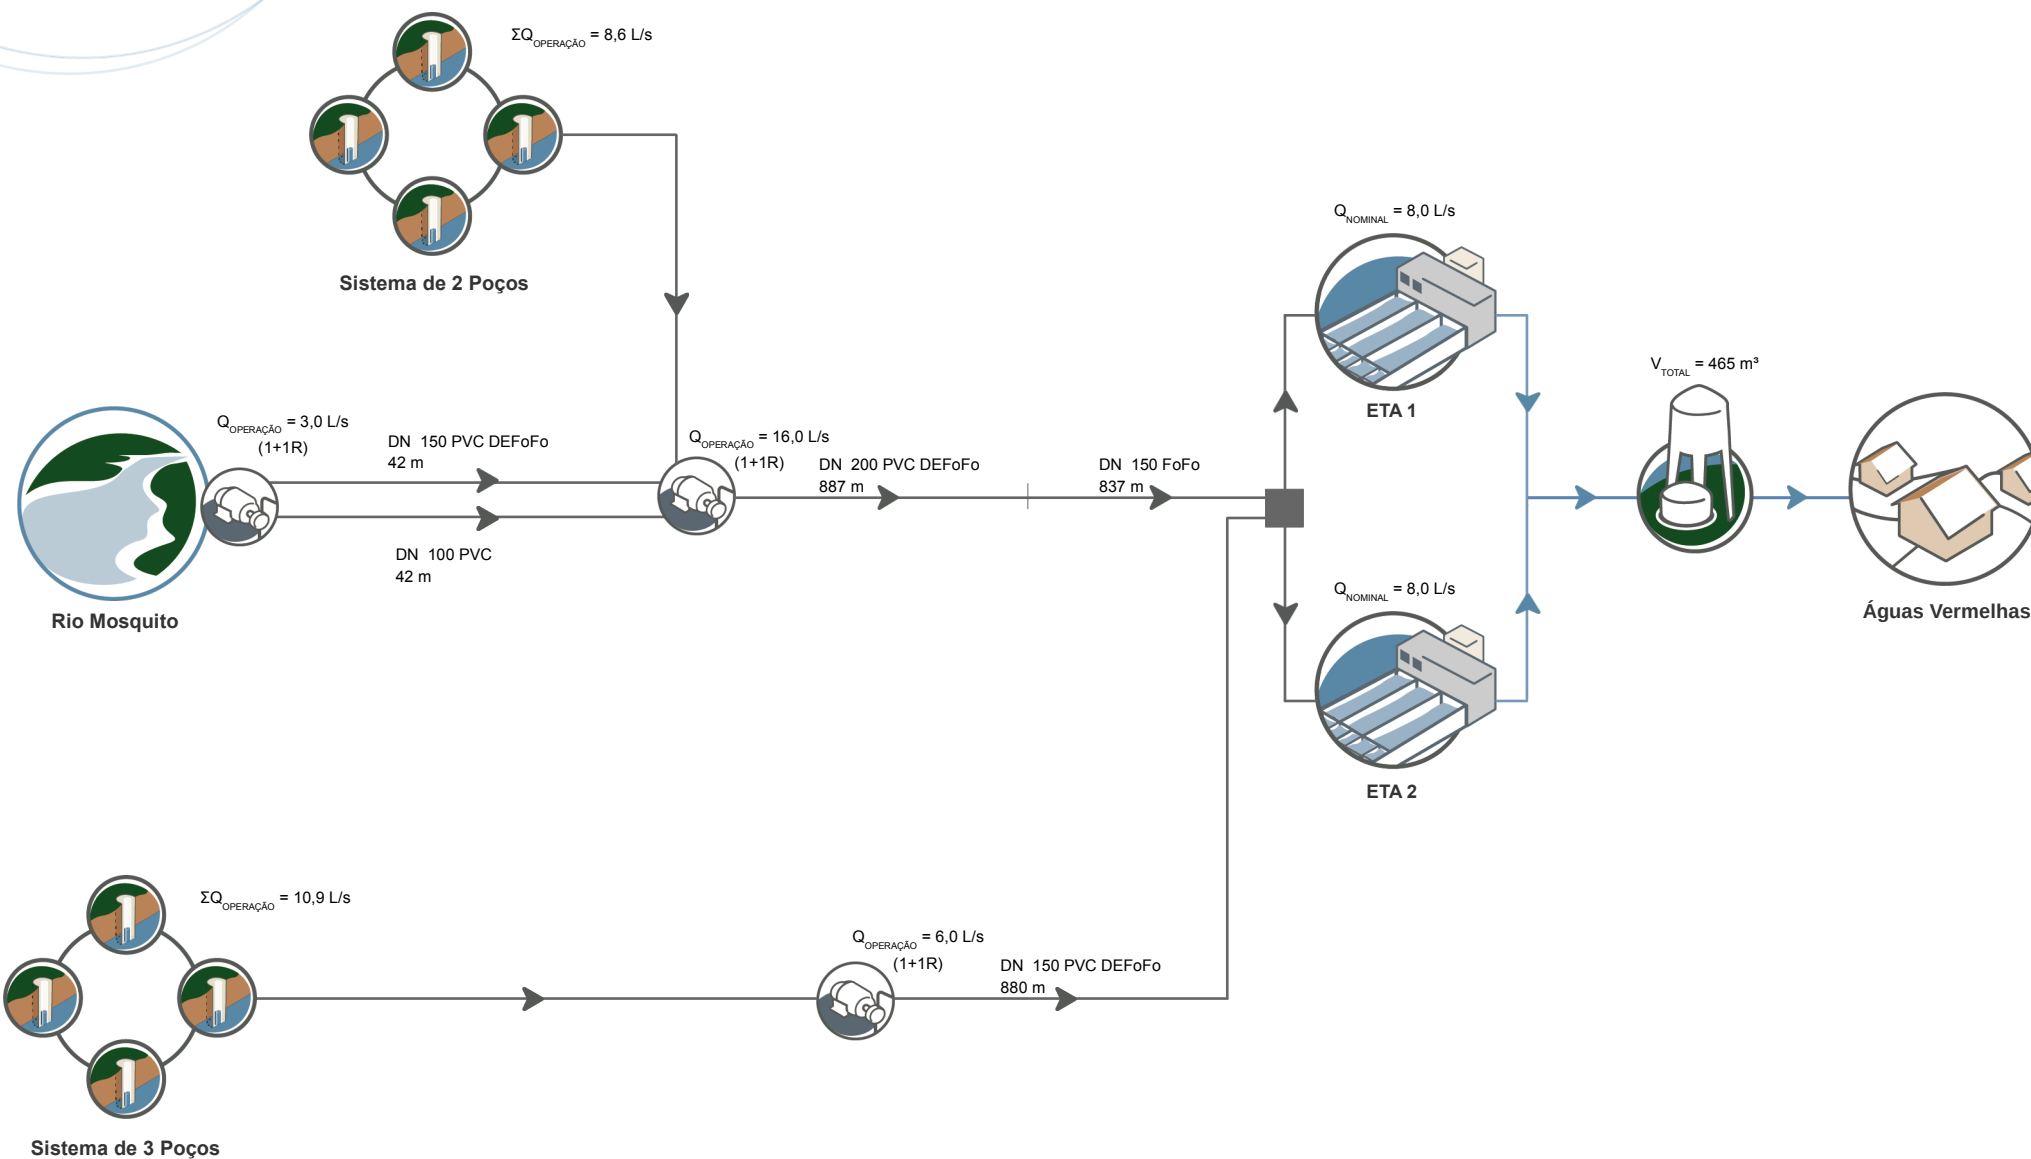 ΣQOPERAÇÃO = 8,6 L/s
Sistema de 2 Poços
QNOMINAL = 8,0 L/s
ETA 1
VTOTAL = 465 m³
QOPERAÇÃO = 3,0 L/s
(1+1R)
DN 150 PVC DEFoFo
42 m
QOPERAÇÃO = 16,0 L/s
(1+1R)
DN 200 PVC DEFoFo
887 m
DN 150 FoFo
837 m
DN 100 PVC
42 m
Rio Mosquito
QNOMINAL = 8,0 L/s
Águas Vermelhas
ETA 2
ΣQOPERAÇÃO = 10,9 L/s
QOPERAÇÃO = 6,0 L/s
(1+1R)
DN 150 PVC DEFoFo
880 m
Sistema de 3 Poços